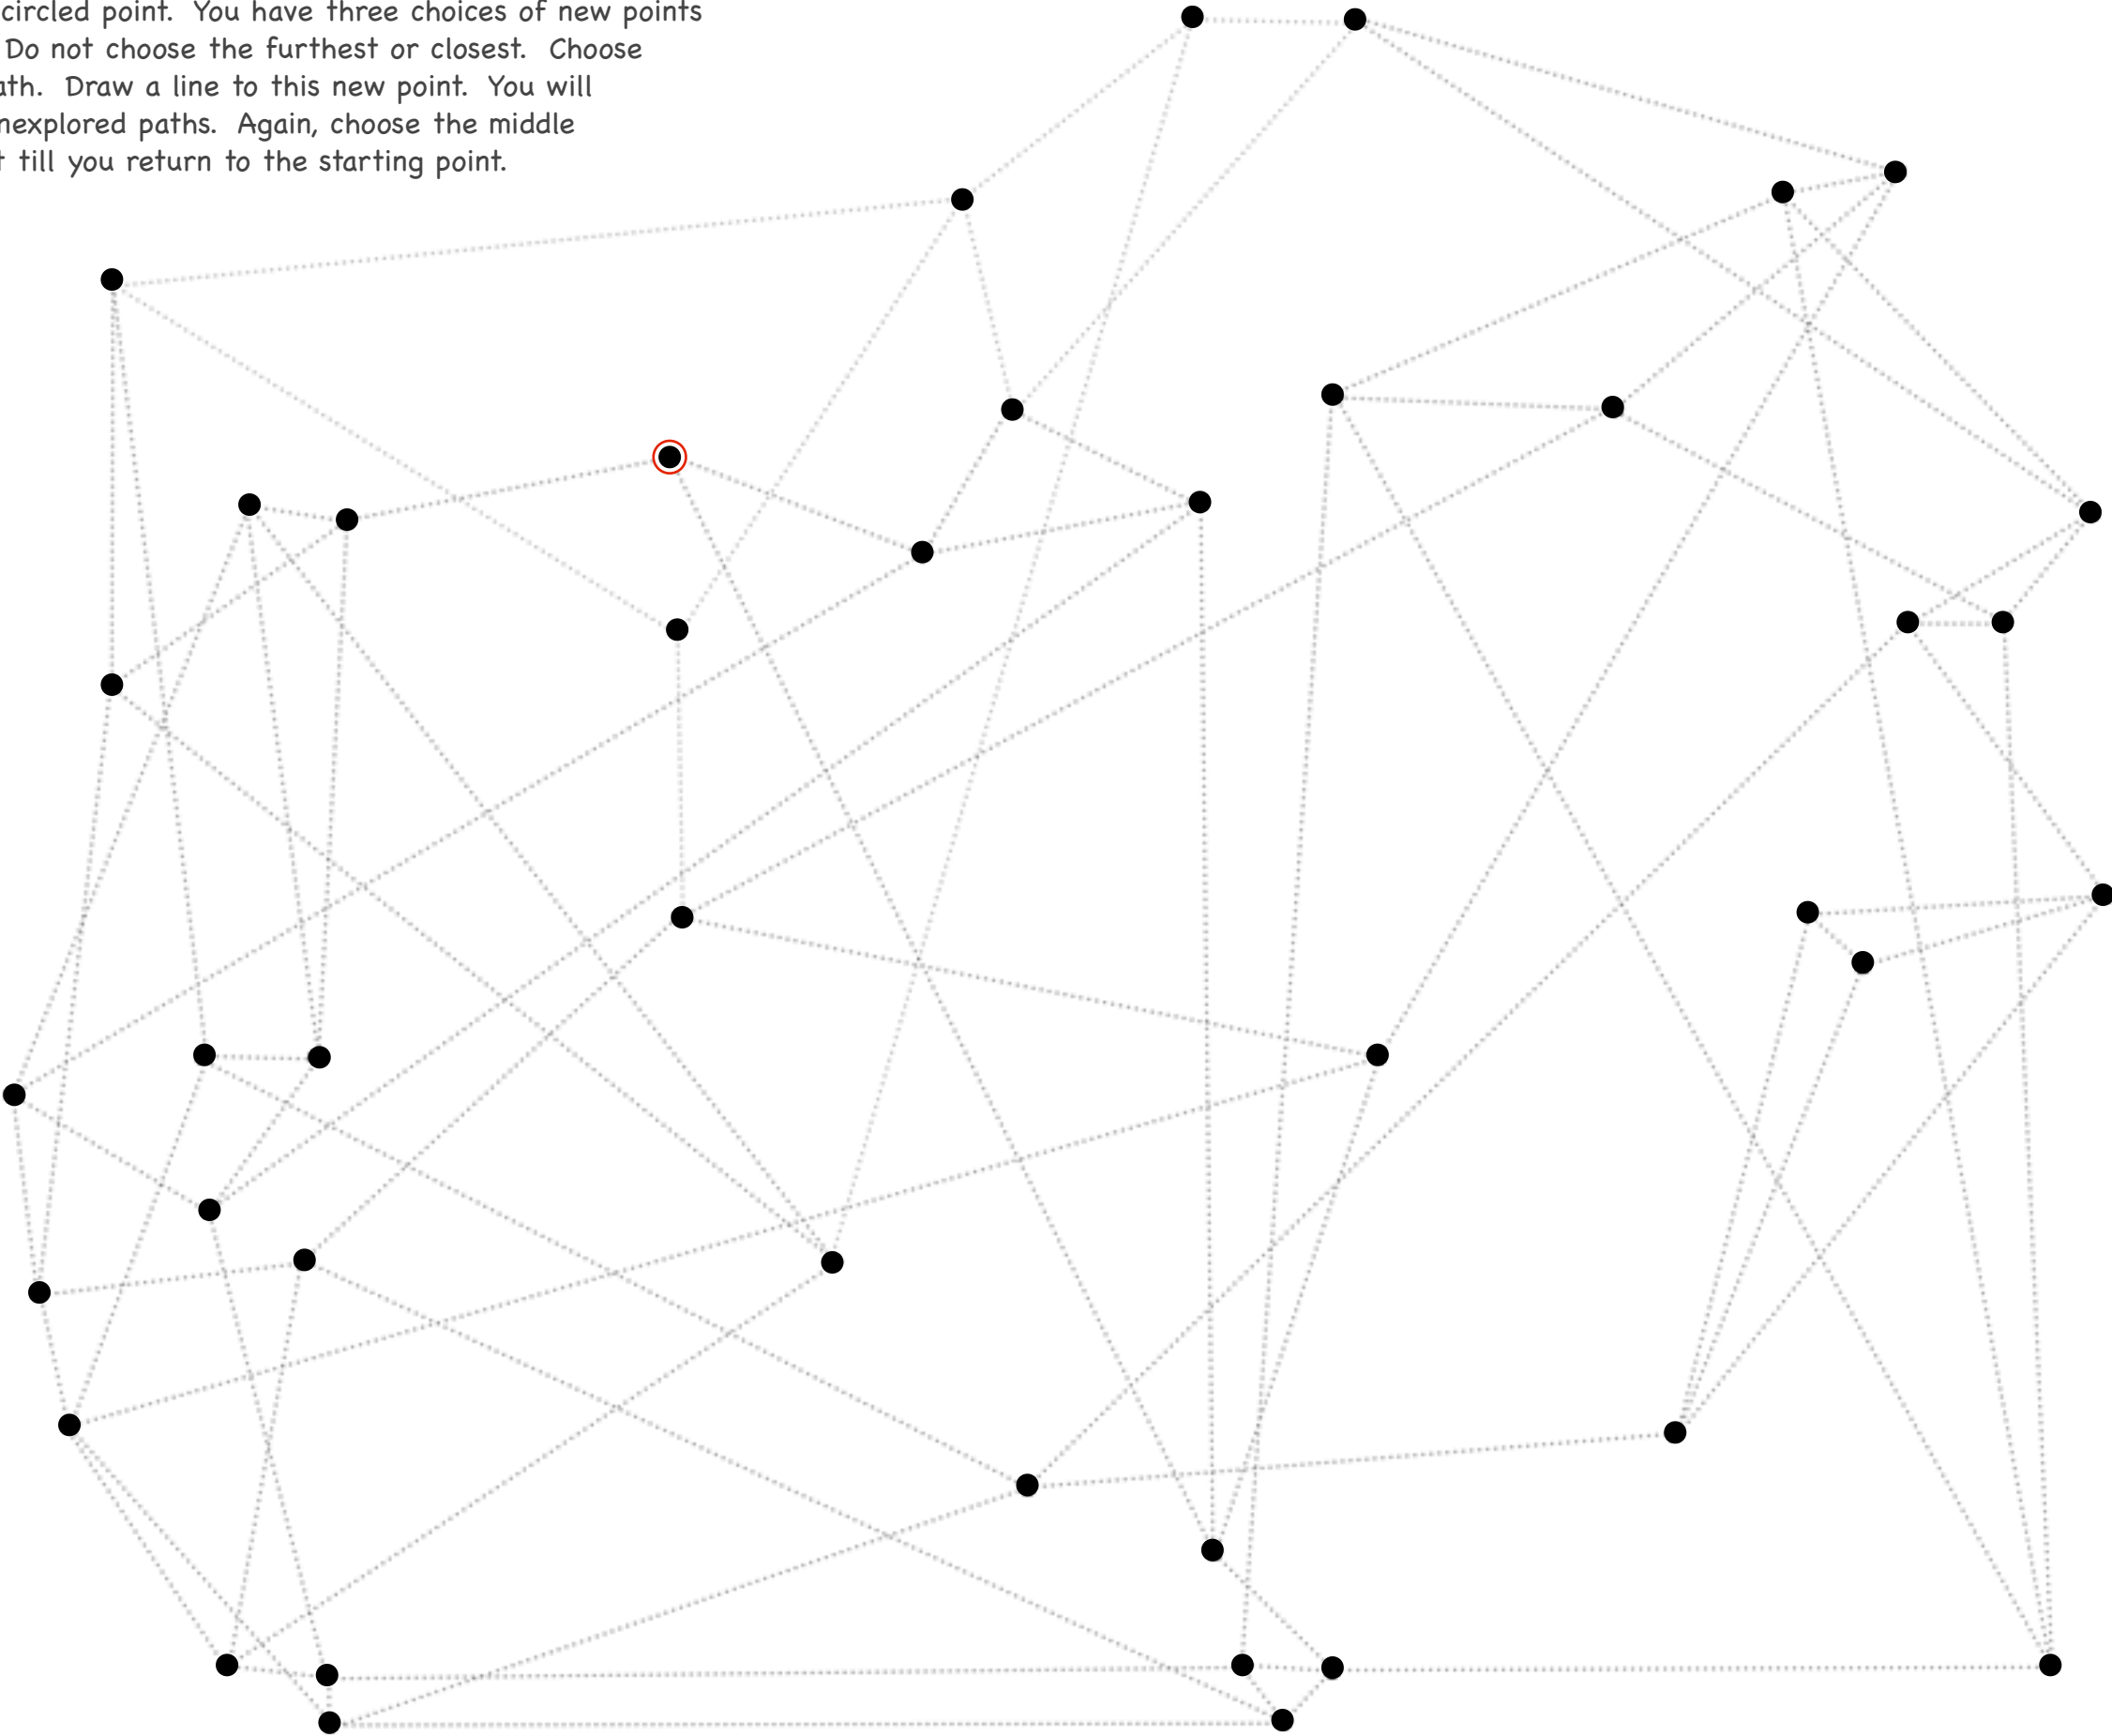 circled point. You have three choices of new points
Do not choose the furthest or closest. Choose
ath. Draw a line to this new point. You will
nexplored paths. Again, choose the middle
t till you return to the starting point.